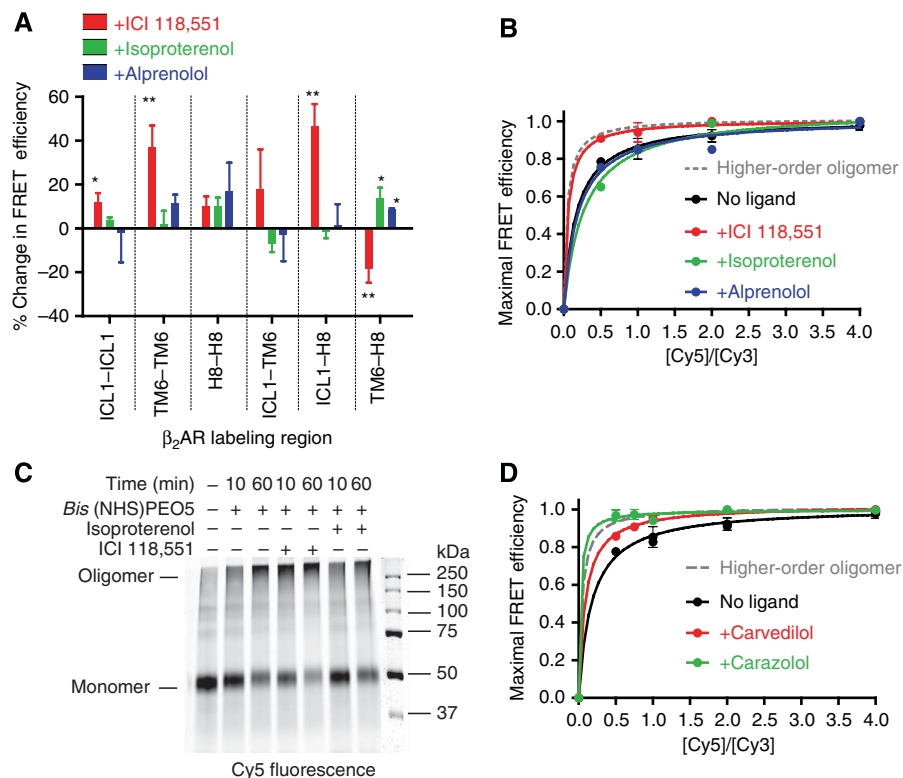 A
+ICI 118,551
+Isoproterenol
+Alprenolol
% Change in FRET efficiency
60
40
20
0
−20
−40
*
**
**
*
*
**
ICL1–ICL1
TM6–TM6
H8–H8
ICL1–TM6
ICL1–H8
TM6–H8
β₂AR labeling region
B
Maximal FRET efficiency
1.0
0.8
0.6
0.4
0.2
0.0
Higher-order oligomer
No ligand
+ICI 118,551
+Isoproterenol
+Alprenolol
0.0 0.5 1.0 1.5 2.0 2.5 3.0 3.5 4.0
[Cy5]/[Cy3]
C
Time (min) – 10 60 10 60 10 60
Bis (NHS)PEO5 – + + + + + +
Isoproterenol – – – – – + +
ICI 118,551 – – – + + – –
kDa
Oligomer
250
150
100
75
50
Monomer
37
Cy5 fluorescence
D
Maximal FRET efficiency
1.0
0.8
0.6
0.4
0.2
0.0
Higher-order oligomer
No ligand
+Carvedilol
+Carazolol
0.0 0.5 1.0 1.5 2.0 2.5 3.0 3.5 4.0
[Cy5]/[Cy3]